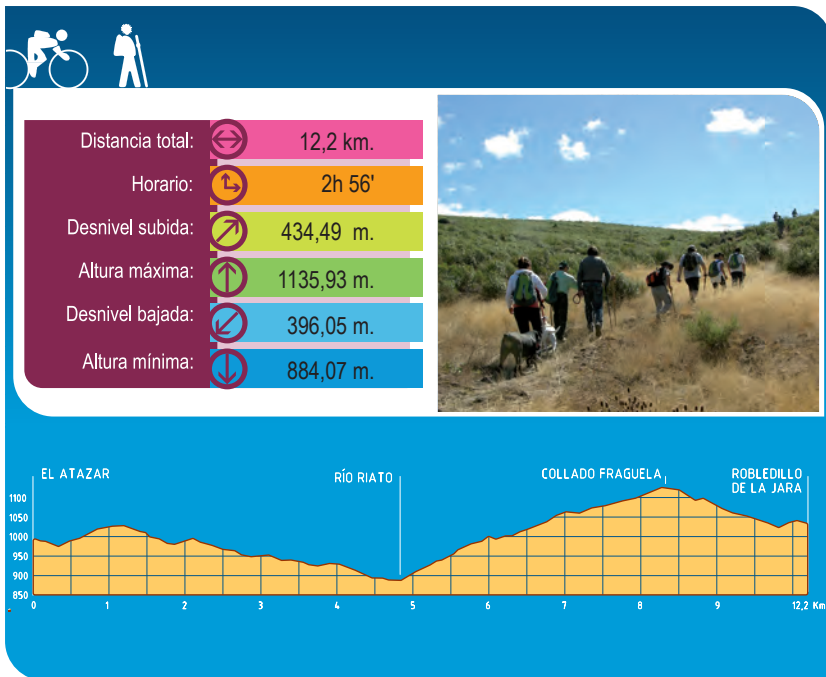 Distancia total: 12,2 km.
Horario: 2h 56'
Desnivel subida: 434,49 m.
Altura máxima: 1135,93 m.
Desnivel bajada: 396,05 m.
Altura mínima: 884,07 m.
EL ATAZAR
RÍO RIATO
COLLADO FRAGUELA
ROBLEDILLO
DE LA JARA
1100
1050
1000
950
900
850
0 1 2 3 4 5 6 7 8 9 12,2 Km